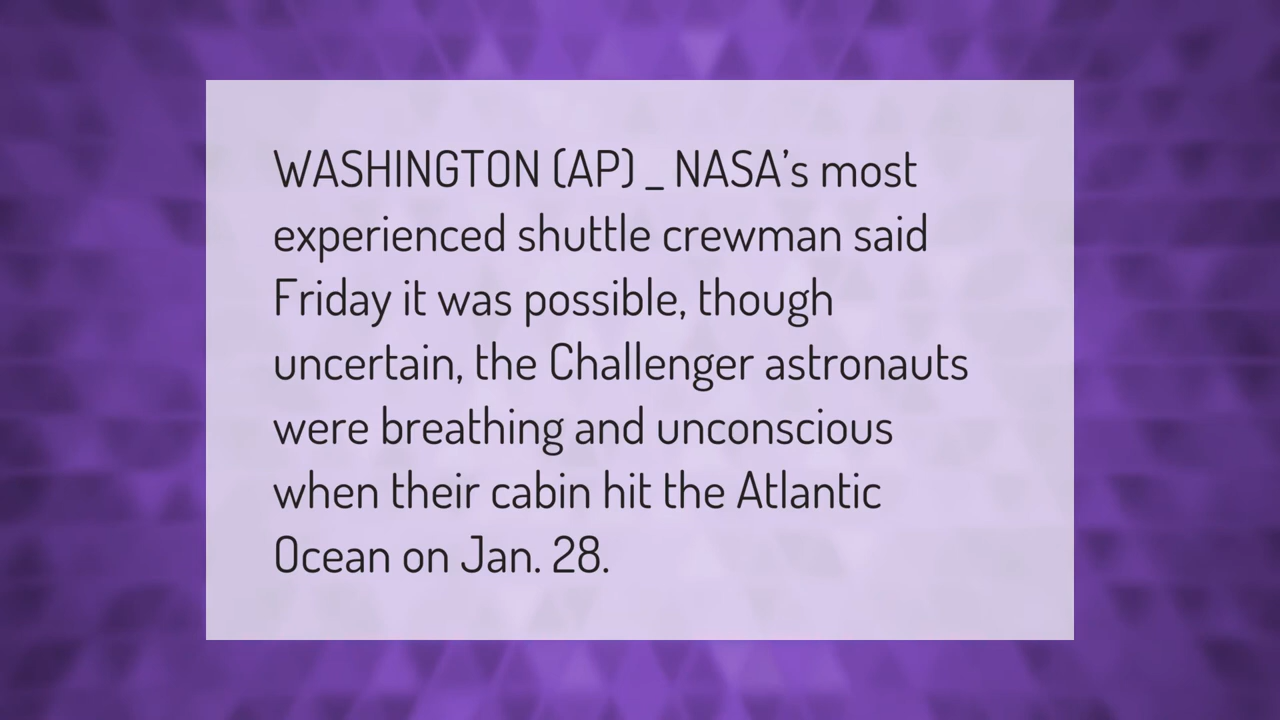 WASHINGTON (AP) _ NASA’s most
experienced shuttle crewman said
Friday it was possible, though
uncertain, the Challenger astronauts
were breathing and unconscious
when their cabin hit the Atlantic
Ocean on Jan. 28.